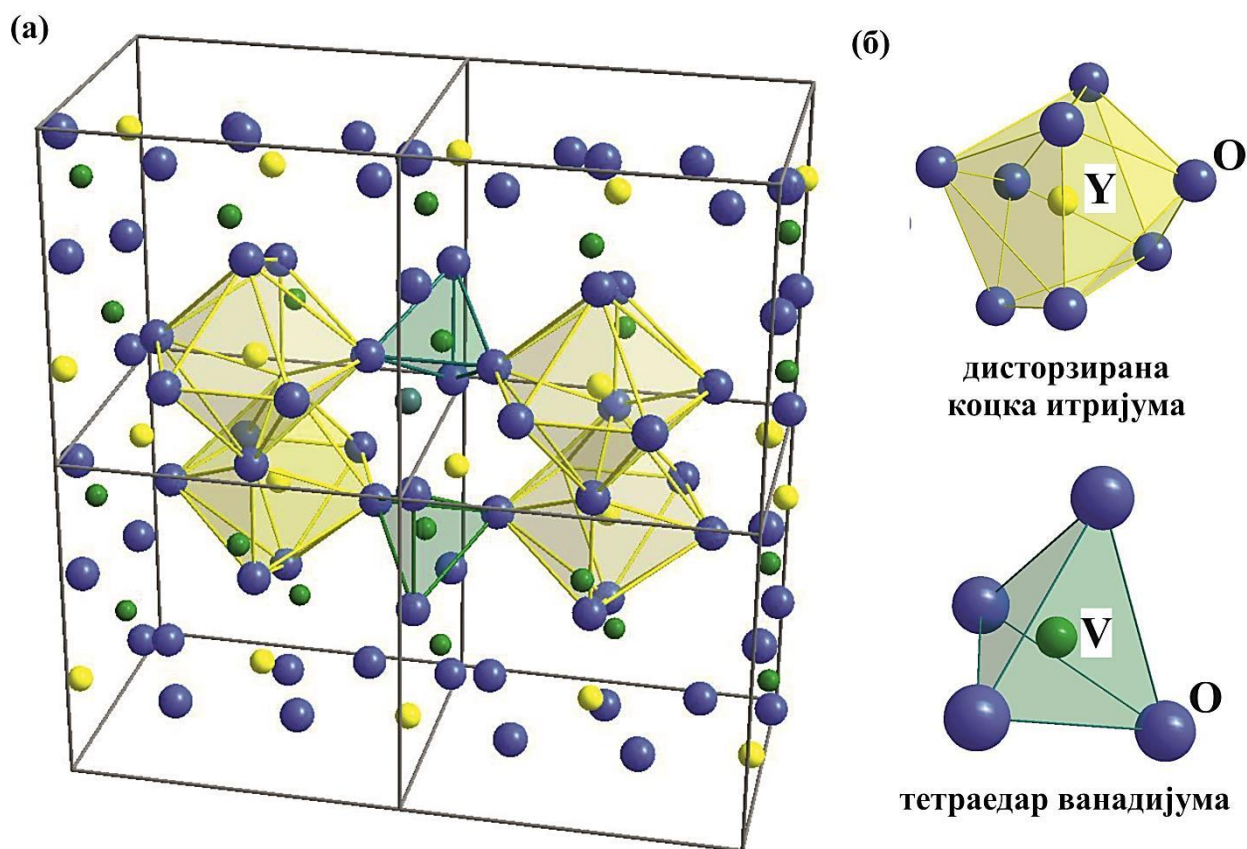 (а)
(б)
O
Y
дисторзирана
коцка итријума
V
O
тетраедар ванадијума